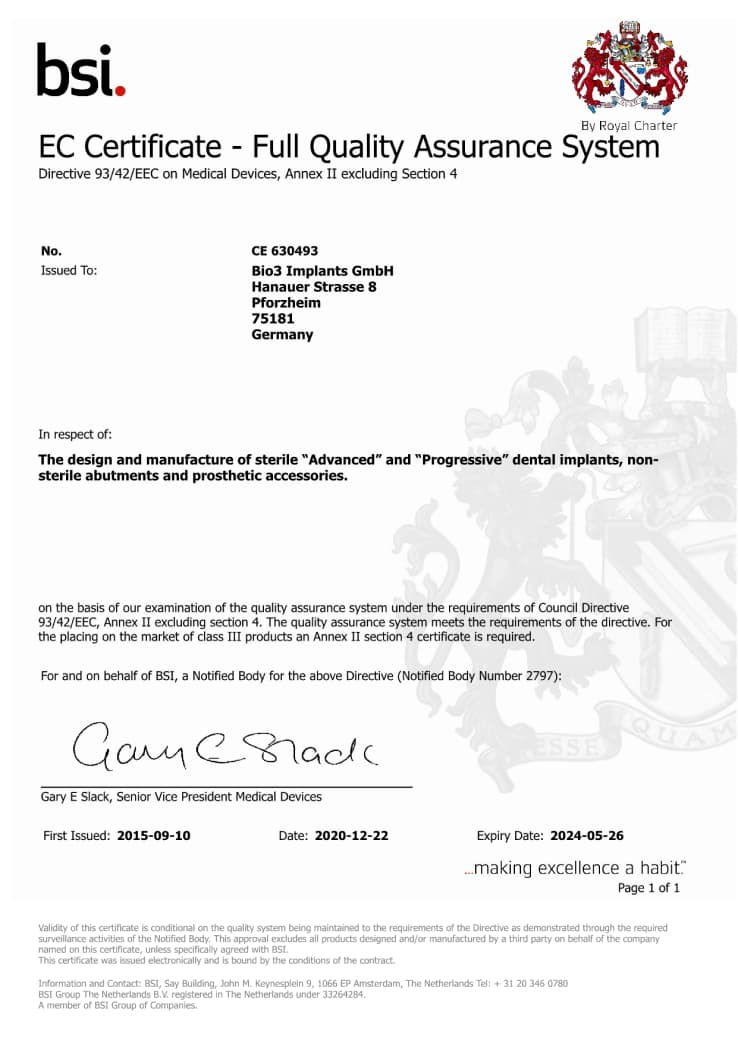 bsi.
By Royal Charter
EC Certificate - Full Quality Assurance System
Directive 93/42/EEC on Medical Devices, Annex II excluding Section 4
No. CE 630493
Issued To: Bio3 Implants GmbH
Hanauer Strasse 8
Pforzheim
75181
Germany
In respect of:
The design and manufacture of sterile “Advanced” and “Progressive” dental implants, non-
sterile abutments and prosthetic accessories.
on the basis of our examination of the quality assurance system under the requirements of Council Directive
93/42/EEC, Annex II excluding section 4. The quality assurance system meets the requirements of the directive. For
the placing on the market of class III products an Annex II section 4 certificate is required.
For and on behalf of BSI, a Notified Body for the above Directive (Notified Body Number 2797):
ESSE QUAM
Gary E Slack
Gary E Slack, Senior Vice President Medical Devices
First Issued: 2015-09-10 Date: 2020-12-22 Expiry Date: 2024-05-26
...making excellence a habit.™
Page 1 of 1
Validity of this certificate is conditional on the quality system being maintained to the requirements of the Directive as demonstrated through the required
surveillance activities of the Notified Body. This approval excludes all products designed and/or manufactured by a third party on behalf of the company
named on this certificate, unless specifically agreed with BSI.
This certificate was issued electronically and is bound by the conditions of the contract.
Information and Contact: BSI, Say Building, John M. Keynesplein 9, 1066 EP Amsterdam, The Netherlands Tel: + 31 20 346 0780
BSI Group The Netherlands B.V. registered in The Netherlands under 33264284.
A member of BSI Group of Companies.